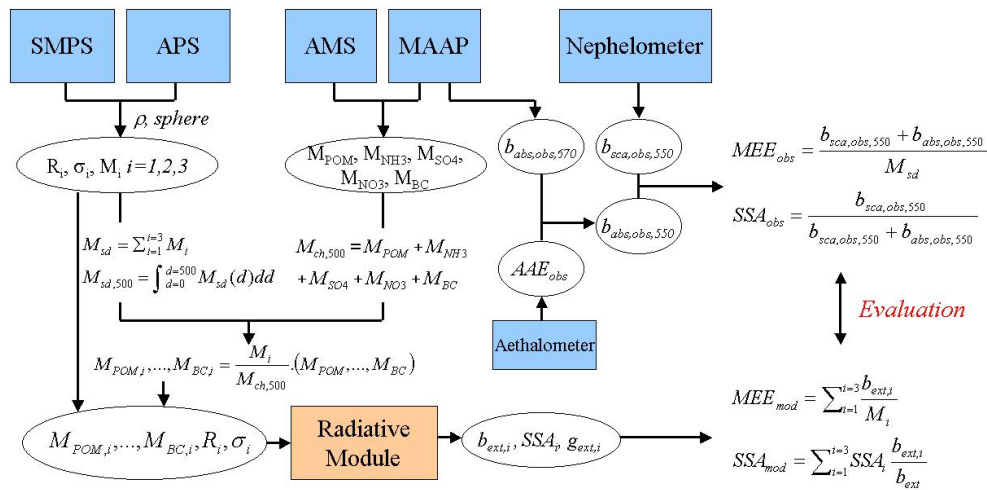 SMPS APS AMS MAAP Nephelometer
ρ, sphere
R_i, σ_i, M_i i=1,2,3
M_POM, M_NH3, M_SO4,
M_NO3, M_BC
b_abs,obs,570
b_sca,obs,550
MEE_obs = (b_sca,obs,550 + b_abs,obs,550) / M_sd
SSA_obs = b_sca,obs,550 / (b_sca,obs,550 + b_abs,obs,550)
b_abs,obs,550
M_sd = ∑_{i=1}^{i=3} M_i
M_sd,500 = ∫_{d=0}^{d=500} M_sd(d)dd
M_ch,500 = M_POM + M_NH3
+ M_SO4 + M_NO3 + M_BC
AAE_obs
Aethalometer
Evaluation
M_POM,i,...,M_BC,i = M_i / M_ch,500 .(M_POM,...,M_BC)
M_POM,i,...,M_BC,i, R_i, σ_i
Radiative
Module
b_ext,i, SSA_i, g_ext,i
MEE_mod = ∑_{i=1}^{i=3} b_ext,i / M_i
SSA_mod = ∑_{i=1}^{i=3} SSA_i b_ext,i / b_ext